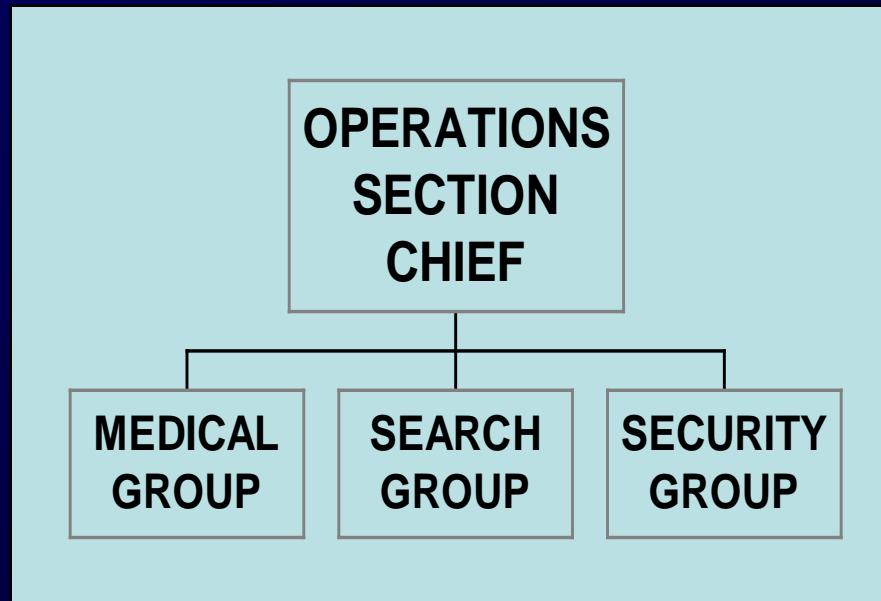 OPERATIONS
SECTION
CHIEF
MEDICAL
GROUP
SEARCH
GROUP
SECURITY
GROUP